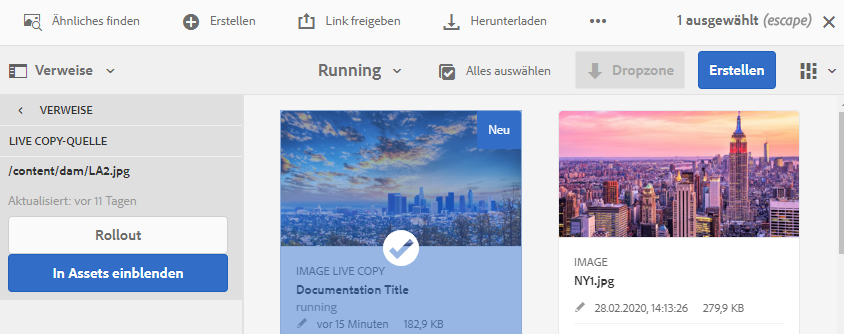 Ähnliches finden Erstellen Link freigeben Herunterladen 1 ausgewählt (escape)
Verweise Running Alles auswählen Dropzone Erstellen
VERWEISE
LIVE COPY-QUELLE
/content/dam/LA2.jpg
Aktualisiert: vor 11 Tagen
Rollout
In Assets einblenden
Neu
IMAGE LIVE COPY
Documentation Title
running
vor 15 Minuten 182,9 KB
IMAGE
NY1.jpg
28.02.2020, 14:13:26 279,9 KB